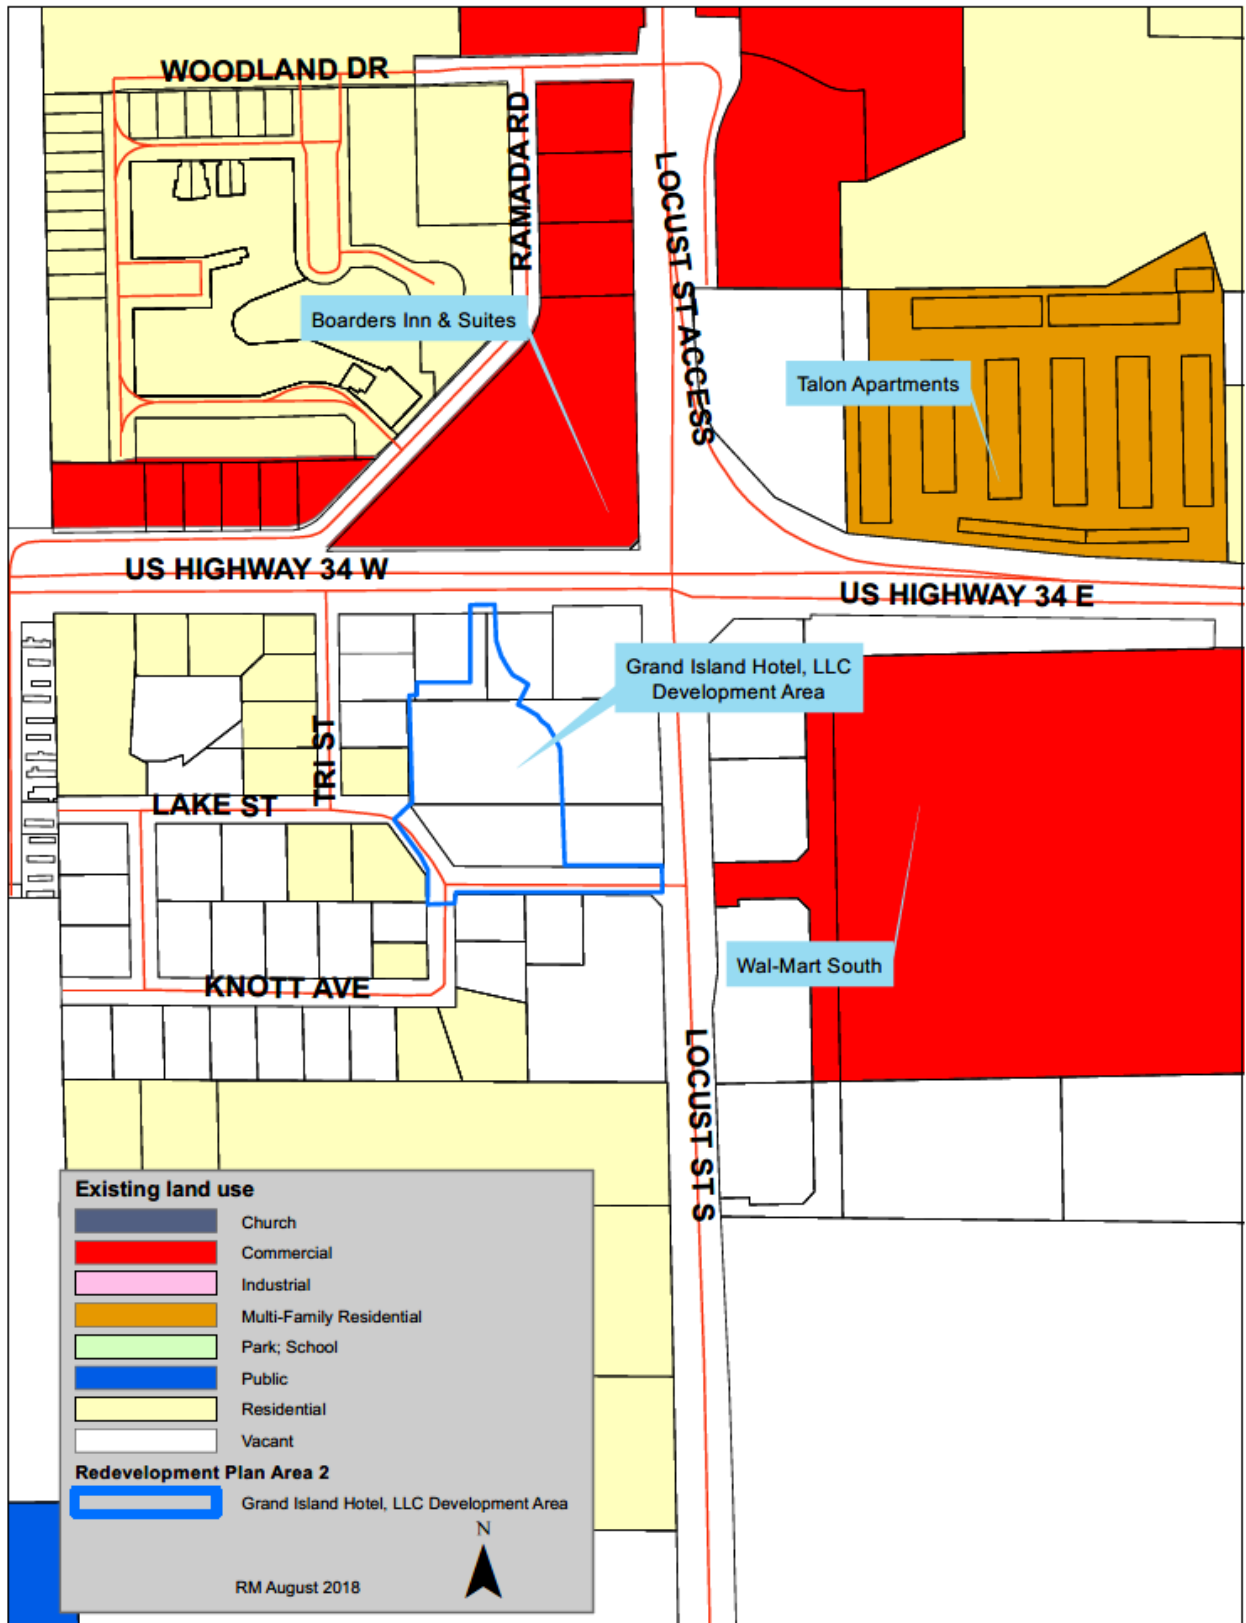 WOODLAND DR
RAMADA RD
LOCUST ST ACCESS
Boarders Inn & Suites
Talon Apartments
US HIGHWAY 34 W
US HIGHWAY 34 E
Grand Island Hotel, LLC
Development Area
TRI ST
LAKE ST
Wal-Mart South
KNOTT AVE
LOCUST ST S
Existing land use
Church
Commercial
Industrial
Multi-Family Residential
Park; School
Public
Residential
Vacant
Redevelopment Plan Area 2
Grand Island Hotel, LLC Development Area
N
RM August 2018